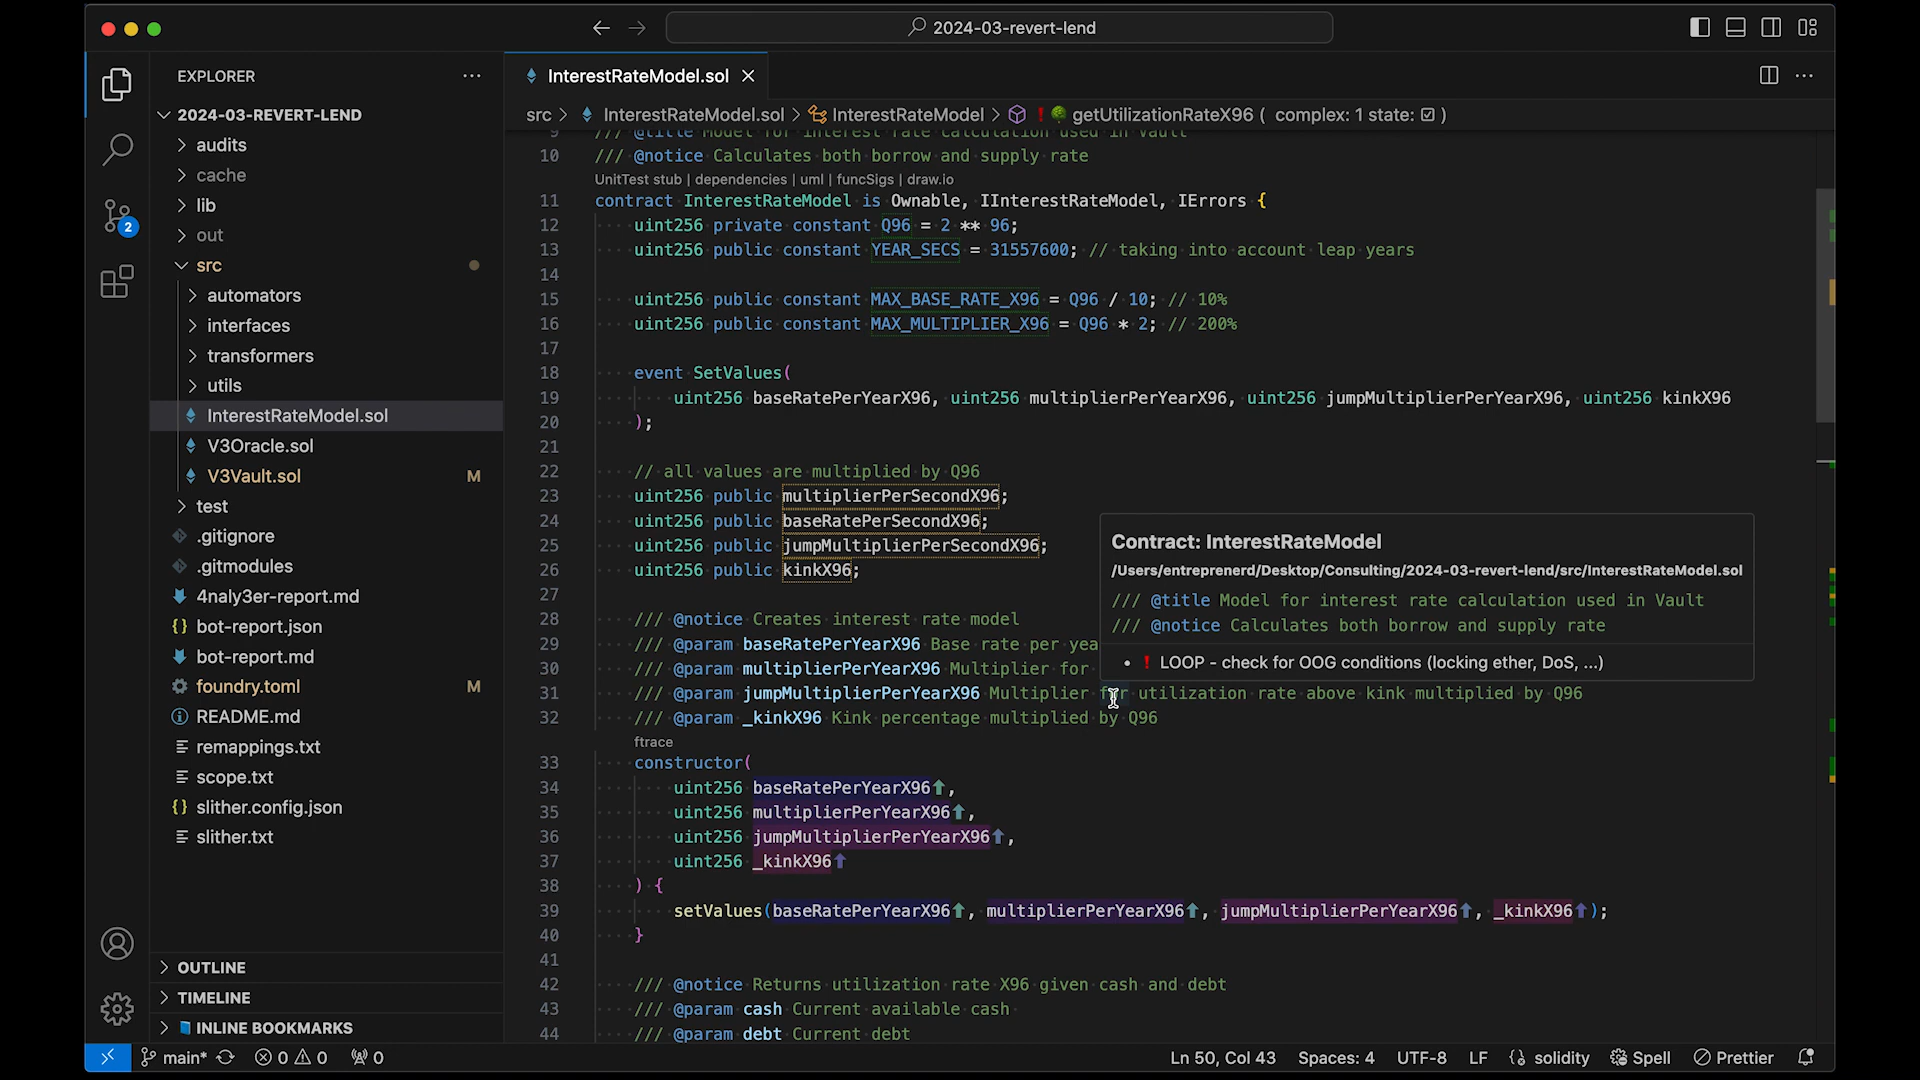 2024-03-revert-lend
EXPLORER
2024-03-REVERT-LEND
audits
cache
lib
out
src
automators
interfaces
transformers
utils
InterestRateModel.sol
V3Oracle.sol
V3Vault.sol M
test
.gitignore
.gitmodules
4naly3er-report.md
bot-report.json
bot-report.md
foundry.toml M
README.md
remappings.txt
scope.txt
slither.config.json
slither.txt
OUTLINE
TIMELINE
INLINE BOOKMARKS
2
InterestRateModel.sol
src > InterestRateModel.sol > InterestRateModel > getUtilizationRateX96 ( complex: 1 state: ☑ )
9 /// @title Model for interest rate calculation used in Vault
10 /// @notice Calculates both borrow and supply rate
UnitTest stub | dependencies | uml | funcSigs | draw.io
11 contract InterestRateModel is Ownable, IInterestRateModel, IErrors {
12 uint256 private constant Q96 = 2 ** 96;
13 uint256 public constant YEAR_SECS = 31557600; // taking into account leap years
14
15 uint256 public constant MAX_BASE_RATE_X96 = Q96 / 10; // 10%
16 uint256 public constant MAX_MULTIPLIER_X96 = Q96 * 2; // 200%
17
18 event SetValues(
19 uint256 baseRatePerYearX96, uint256 multiplierPerYearX96, uint256 jumpMultiplierPerYearX96, uint256 kinkX96
20 );
21
22 // all values are multiplied by Q96
23 uint256 public multiplierPerSecondX96;
24 uint256 public baseRatePerSecondX96;
25 uint256 public jumpMultiplierPerSecondX96;
26 uint256 public kinkX96;
27
28 /// @notice Creates interest rate model
29 /// @param baseRatePerYearX96 Base rate per yea
30 /// @param multiplierPerYearX96 Multiplier for
31 /// @param jumpMultiplierPerYearX96 Multiplier for utilization rate above kink multiplied by Q96
32 /// @param _kinkX96 Kink percentage multiplied by Q96
ftrace
33 constructor(
34 uint256 baseRatePerYearX96⬆,
35 uint256 multiplierPerYearX96⬆,
36 uint256 jumpMultiplierPerYearX96⬆,
37 uint256 _kinkX96⬆
38 ) {
39 setValues(baseRatePerYearX96⬆, multiplierPerYearX96⬆, jumpMultiplierPerYearX96⬆, _kinkX96⬆);
40 }
41
42 /// @notice Returns utilization rate X96 given cash and debt
43 /// @param cash Current available cash
44 /// @param debt Current debt
Contract: InterestRateModel
/Users/entreprenerd/Desktop/Consulting/2024-03-revert-lend/src/InterestRateModel.sol
/// @title Model for interest rate calculation used in Vault
/// @notice Calculates both borrow and supply rate
• ❗ LOOP - check for OOG conditions (locking ether, DoS, ...)
main* 0 0 0 Ln 50, Col 43 Spaces: 4 UTF-8 LF solidity Spell Prettier